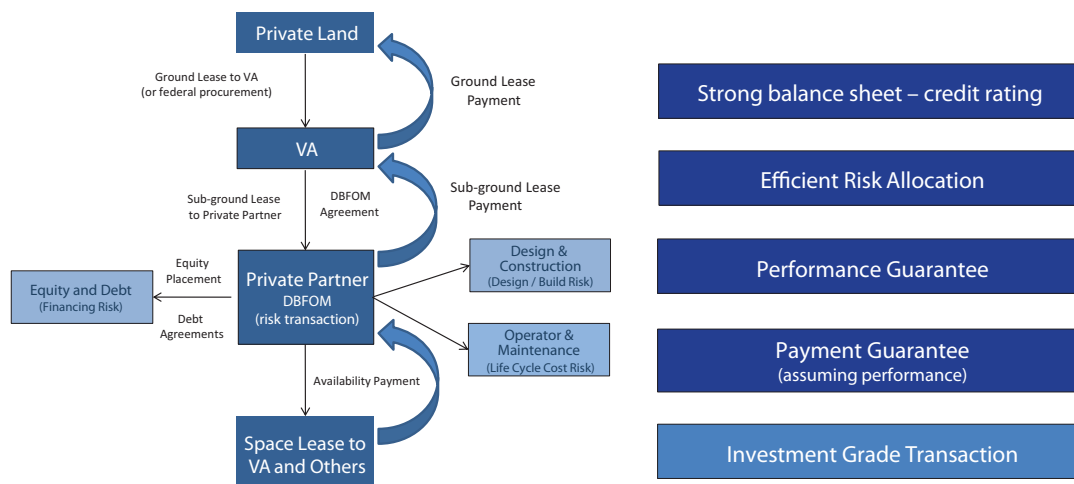 Private Land
Ground Lease to VA
(or federal procurement)
Ground Lease
Payment
VA
Sub-ground Lease
to Private Partner
DBFOM
Agreement
Sub-ground Lease
Payment
Equity
Placement
Equity and Debt
(Financing Risk)
Debt
Agreements
Private Partner
DBFOM
(risk transaction)
Design &
Construction
(Design / Build Risk)
Operator &
Maintenance
(Life Cycle Cost Risk)
Availability Payment
Space Lease to
VA and Others
Strong balance sheet – credit rating
Efficient Risk Allocation
Performance Guarantee
Payment Guarantee
(assuming performance)
Investment Grade Transaction